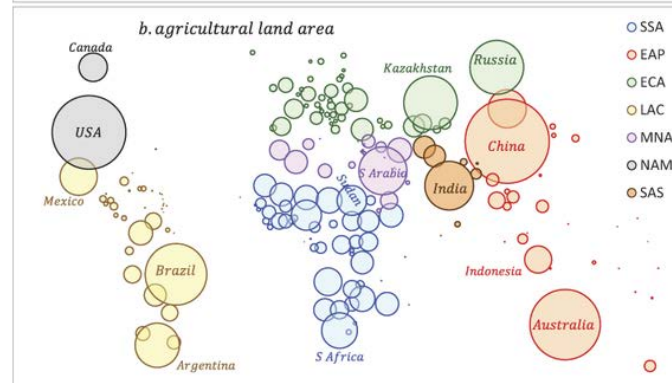 b. agricultural land area
Canada
USA
Mexico
Brazil
Argentina
Kazakhstan
Russia
China
S Arabia
Sudan
India
Indonesia
Australia
S Africa
SSA
EAP
ECA
LAC
MNA
NAM
SAS